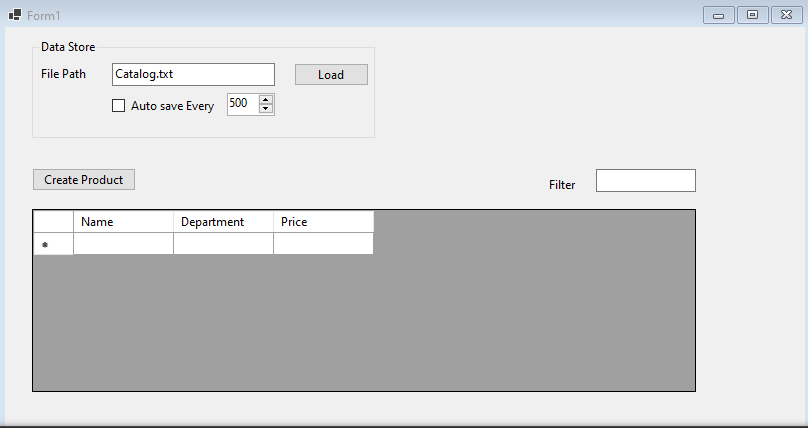 Form1
Data Store
File Path Catalog.txt Load
Auto save Every 500
Create Product Filter
Name Department Price
*